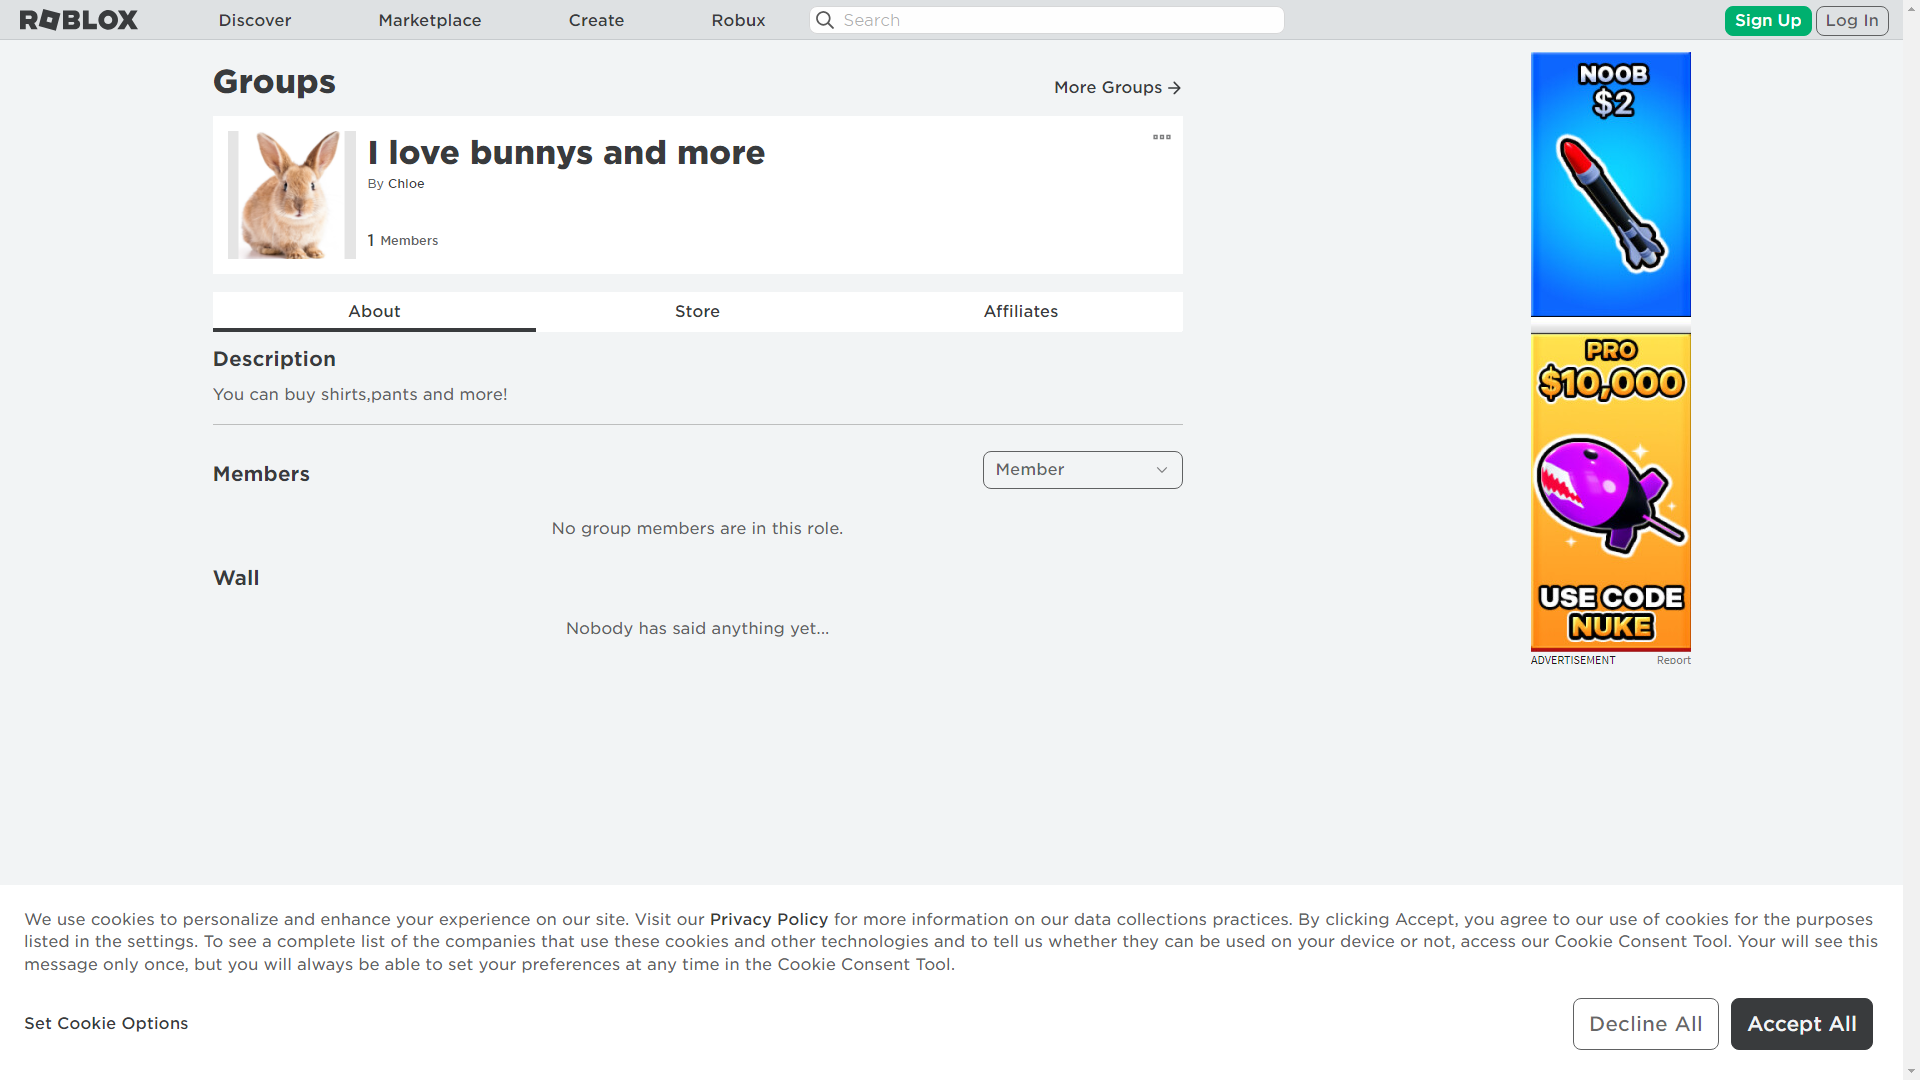 ROBLOX
Discover
Marketplace
Create
Robux
Search
Sign Up
Log In
Groups
More Groups
I love bunnys and more
By Chloe
1 Members
About
Store
Affiliates
Description
You can buy shirts,pants and more!
Members
Member
No group members are in this role.
Wall
Nobody has said anything yet...
NOOB
$2
PRO
$10,000
USE CODE
NUKE
ADVERTISEMENT
Report
We use cookies to personalize and enhance your experience on our site. Visit our Privacy Policy for more information on our data collections practices. By clicking Accept, you agree to our use of cookies for the purposes
listed in the settings. To see a complete list of the companies that use these cookies and other technologies and to tell us whether they can be used on your device or not, access our Cookie Consent Tool. Your will see this
message only once, but you will always be able to set your preferences at any time in the Cookie Consent Tool.
Set Cookie Options
Decline All
Accept All